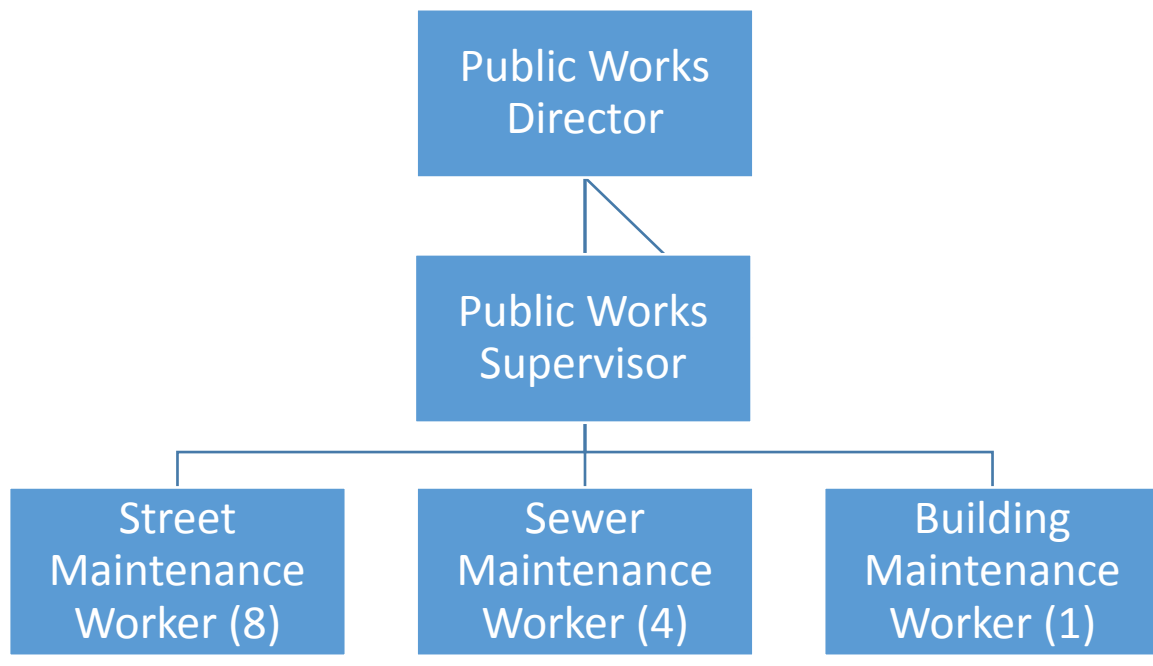 Public Works
Director
Public Works
Supervisor
Street
Maintenance
Worker (8)
Sewer
Maintenance
Worker (4)
Building
Maintenance
Worker (1)